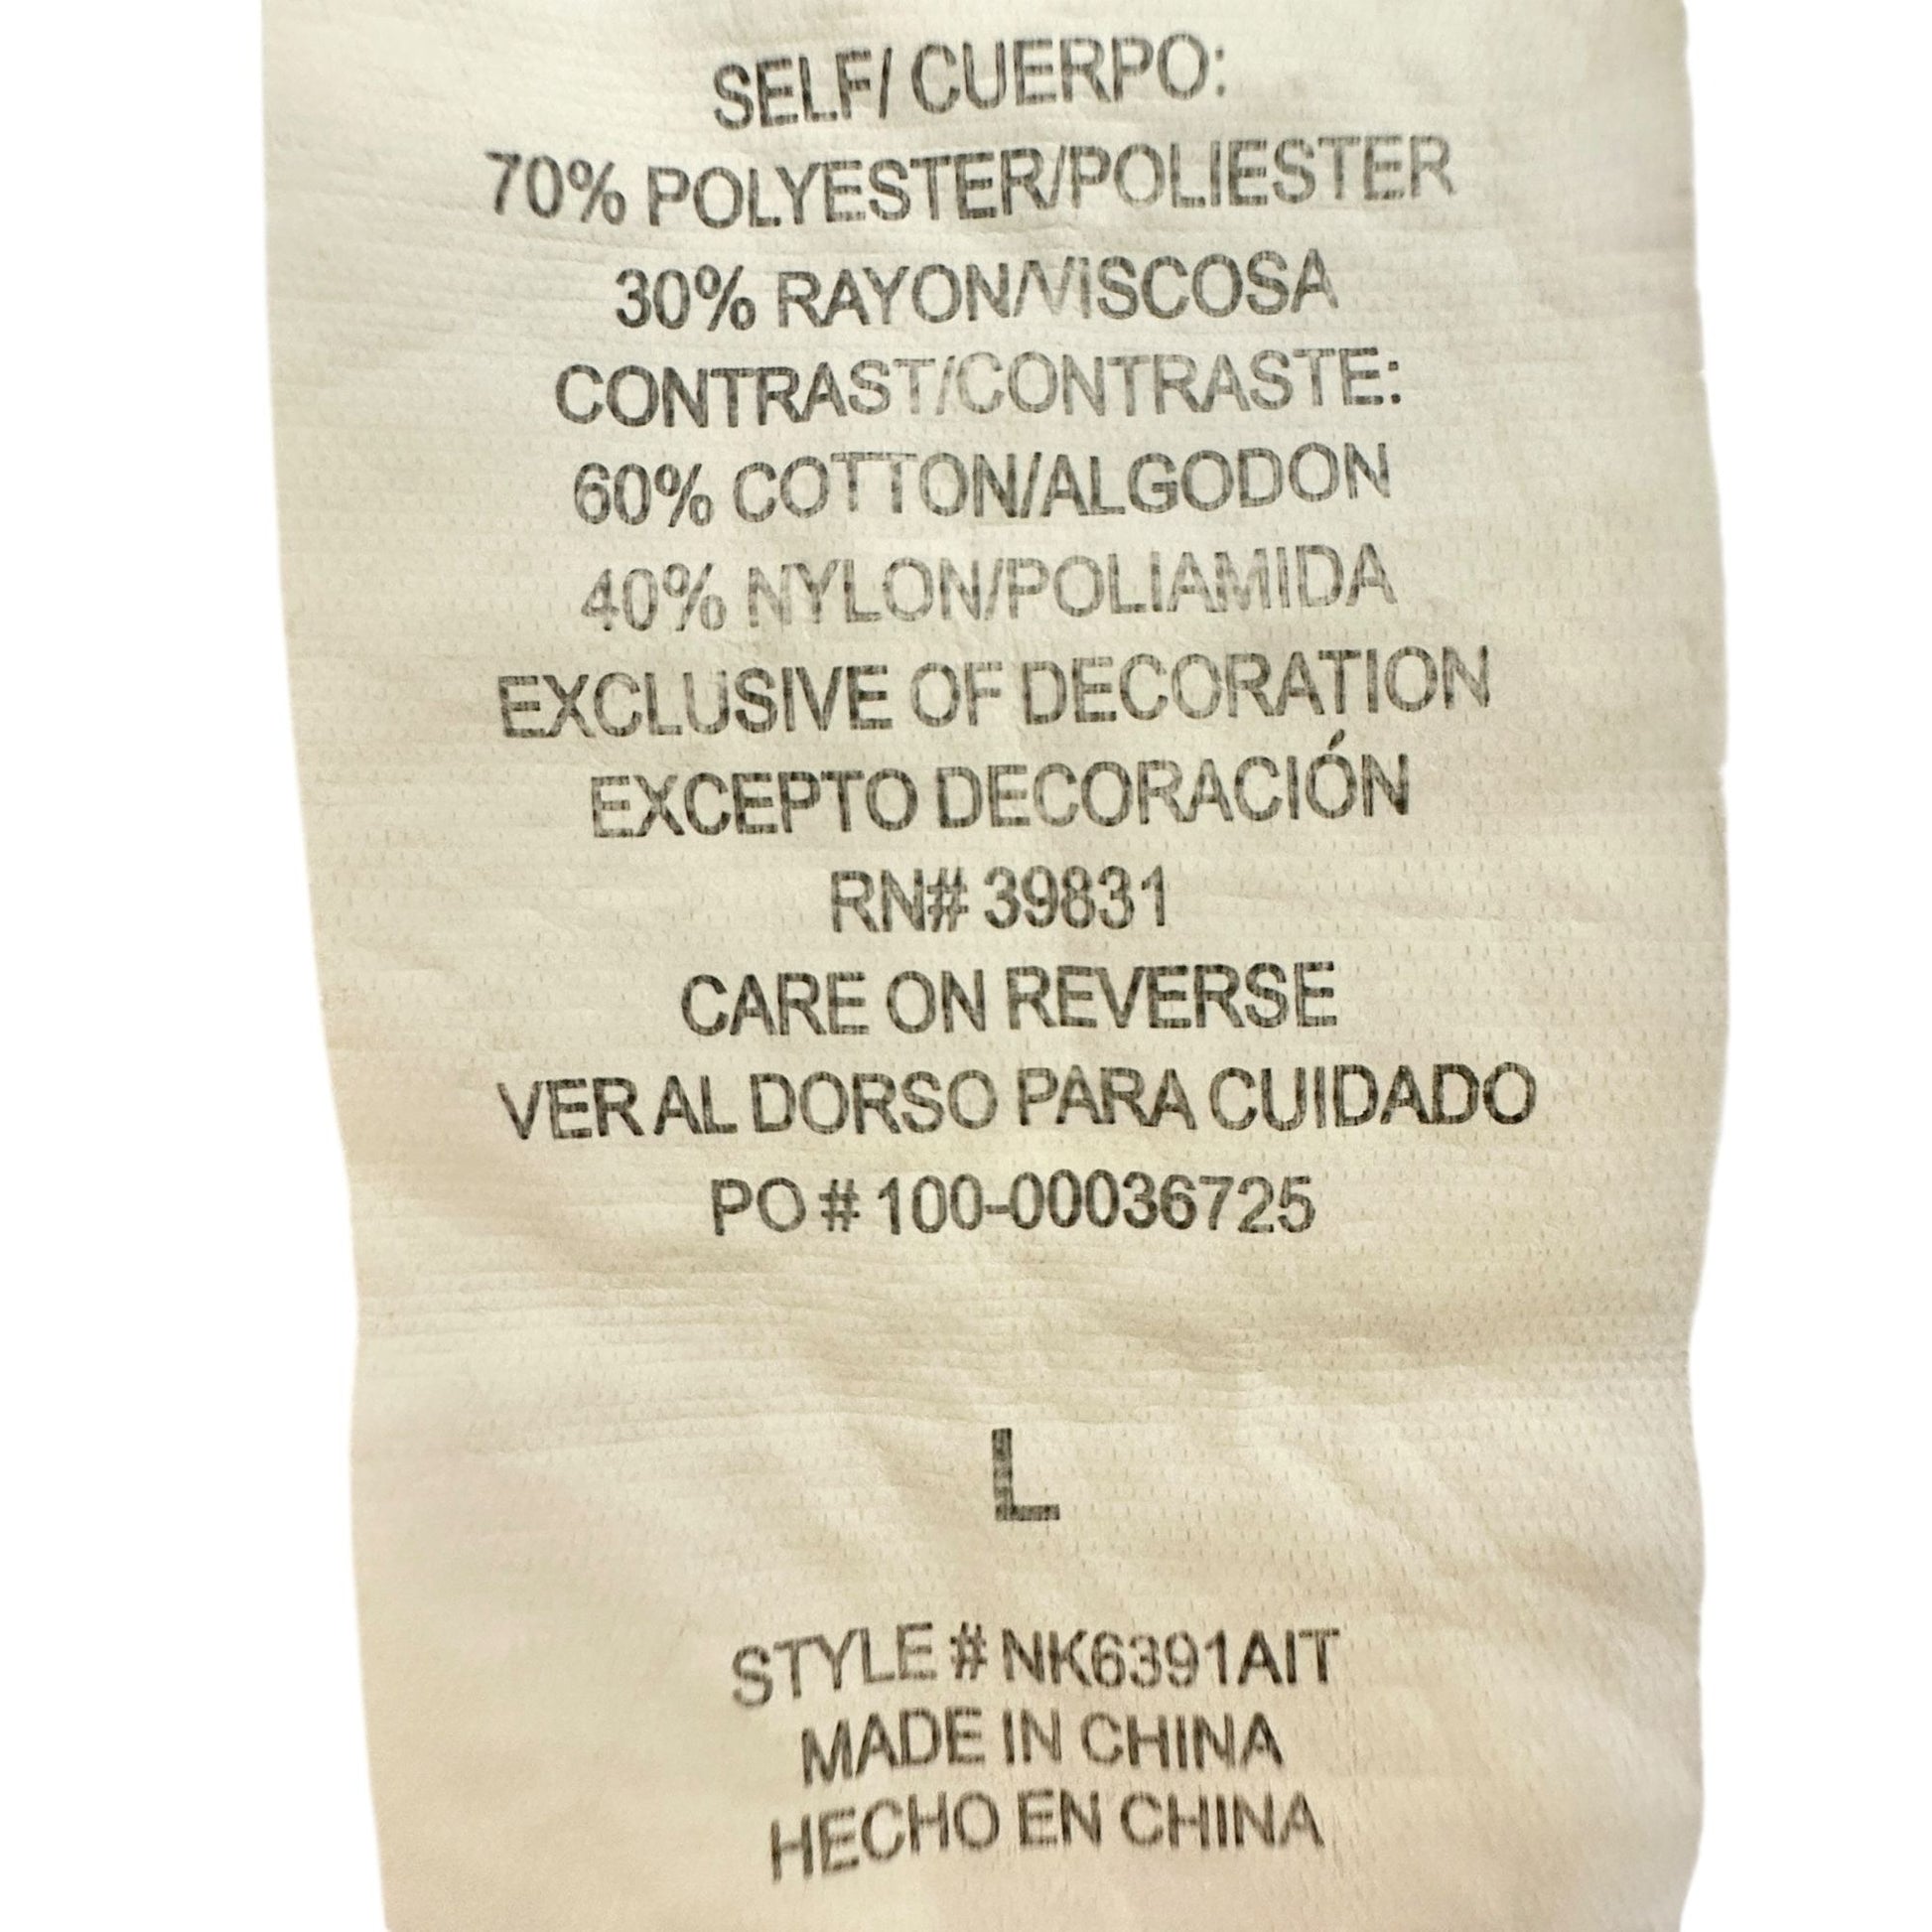 SELF/ CUERPO:
70% POLYESTER/POLIESTER
30% RAYON/VISCOSA
CONTRAST/CONTRASTE:
60% COTTON/ALGODON
40% NYLON/POLIAMIDA
EXCLUSIVE OF DECORATION
EXCEPTO DECORACIÓN
RN# 39831
CARE ON REVERSE
VER AL DORSO PARA CUIDADO
PO # 100-00036725
L
STYLE # NK6391AIT
MADE IN CHINA
HECHO EN CHINA